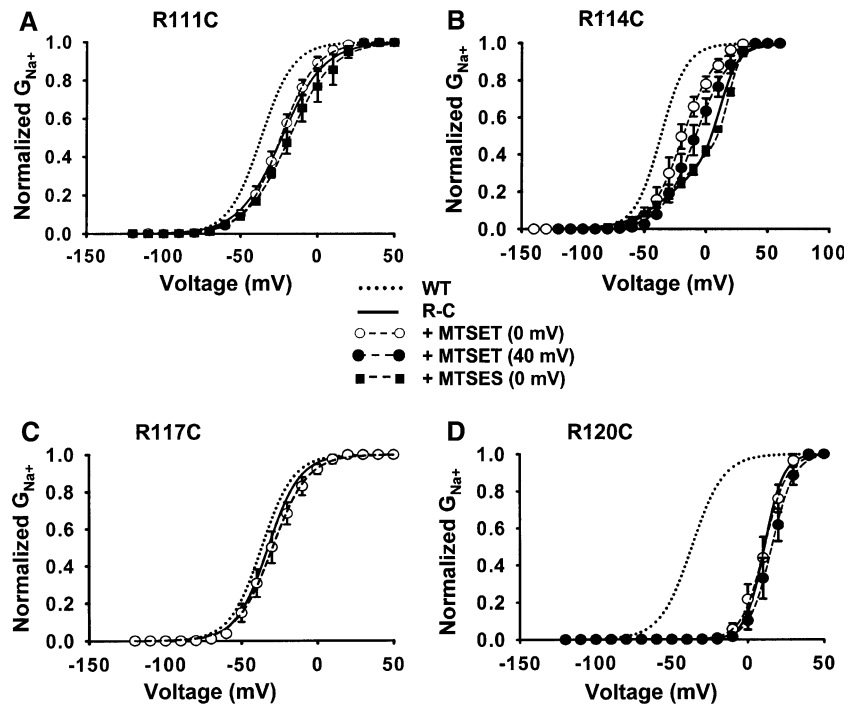 A R111C
Normalized G_Na+
1.0
0.8
0.6
0.4
0.2
0.0
-150 -100 -50 0 50
Voltage (mV)
B R114C
Normalized G_Na+
1.0
0.8
0.6
0.4
0.2
0.0
-150 -100 -50 0 50 100
Voltage (mV)
WT
R-C
+ MTSET (0 mV)
+ MTSET (40 mV)
+ MTSES (0 mV)
C R117C
Normalized G_Na+
1.0
0.8
0.6
0.4
0.2
0.0
-150 -100 -50 0 50
Voltage (mV)
D R120C
Normalized G_Na+
1.0
0.8
0.6
0.4
0.2
0.0
-150 -100 -50 0 50
Voltage (mV)